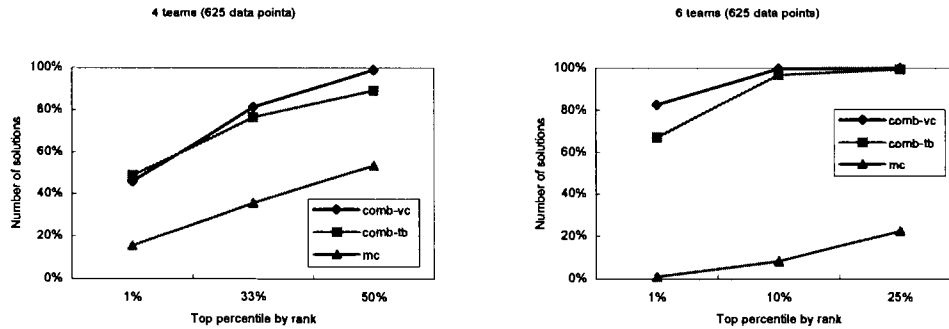 4 teams (625 data points)
100%
80%
60%
40%
20%
0%
Number of solutions
comb-vc
comb-tb
mc
1%
33%
50%
Top percentile by rank
6 teams (625 data points)
100%
80%
60%
40%
20%
0%
Number of solutions
comb-vc
comb-tb
mc
1%
10%
25%
Top percentile by rank